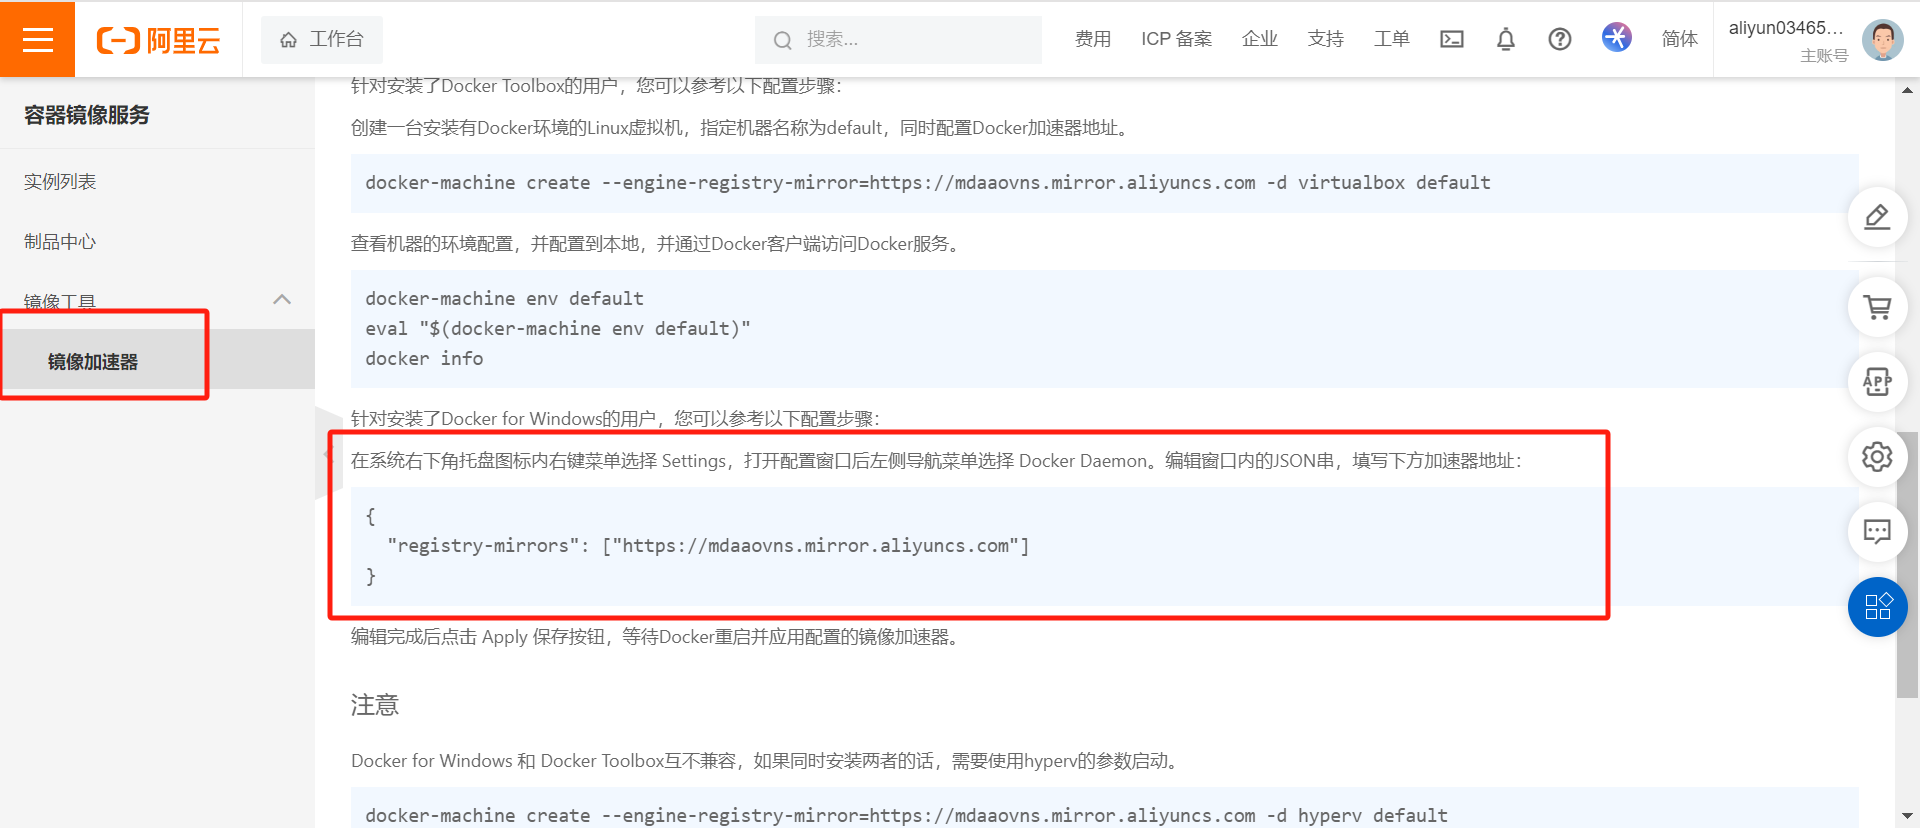 阿里云
工作台
搜索...
费用
ICP 备案
企业
支持
工单
简体
aliyun03465...
主账号
容器镜像服务
实例列表
制品中心
镜像工具
镜像加速器
针对安装了Docker Toolbox的用户，您可以参考以下配置步骤：
创建一台安装有Docker环境的Linux虚拟机，指定机器名称为default，同时配置Docker加速器地址。
docker-machine create --engine-registry-mirror=https://mdaaovns.mirror.aliyuncs.com -d virtualbox default
查看机器的环境配置，并配置到本地，并通过Docker客户端访问Docker服务。
docker-machine env default
eval "$(docker-machine env default)"
docker info
针对安装了Docker for Windows的用户，您可以参考以下配置步骤：
在系统右下角托盘图标内右键菜单选择 Settings，打开配置窗口后左侧导航菜单选择 Docker Daemon。编辑窗口内的JSON串，填写下方加速器地址：
{
"registry-mirrors": ["https://mdaaovns.mirror.aliyuncs.com"]
}
编辑完成后点击 Apply 保存按钮，等待Docker重启并应用配置的镜像加速器。
注意
Docker for Windows 和 Docker Toolbox互不兼容，如果同时安装两者的话，需要使用hyperv的参数启动。
docker-machine create --engine-registry-mirror=https://mdaaovns.mirror.aliyuncs.com -d hyperv default
APP